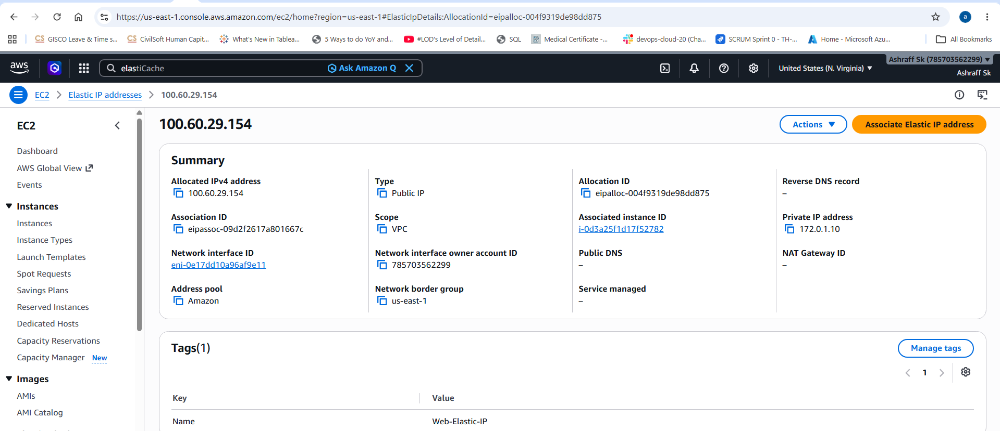 https://us-east-1.console.aws.amazon.com/ec2/home?region=us-east-1#ElasticIpDetails:AllocationId=eipalloc-004f9319de98dd875
a
GISCO Leave & Time s...
CivilSoft Human Capit...
What's New in Tablea...
5 Ways to do YoY and...
#LOD's Level of Detail...
SQL
Medical Certificate -...
devops-cloud-20 (Cha...
SCRUM Sprint 0 - TH-...
Home - Microsoft Azu...
All Bookmarks
aws
elastiCache
Ask Amazon Q
United States (N. Virginia)
Ashraff Sk (785703562299)
Ashraff Sk
EC2
Elastic IP addresses
100.60.29.154
EC2
Dashboard
AWS Global View
Events
Instances
Instances
Instance Types
Launch Templates
Spot Requests
Savings Plans
Reserved Instances
Dedicated Hosts
Capacity Reservations
Capacity Manager New
Images
AMIs
AMI Catalog
100.60.29.154
Actions
Associate Elastic IP address
Summary
Allocated IPv4 address
100.60.29.154
Type
Public IP
Allocation ID
eipalloc-004f9319de98dd875
Reverse DNS record
–
Association ID
eipassoc-09d2f2617a801667c
Scope
VPC
Associated instance ID
i-0d3a25f1d17f52782
Private IP address
172.0.1.10
Network interface ID
eni-0e17dd10a96af9e11
Network interface owner account ID
785703562299
Public DNS
–
NAT Gateway ID
–
Address pool
Amazon
Network border group
us-east-1
Service managed
–
Tags(1)
Manage tags
1
Key
Value
Name
Web-Elastic-IP